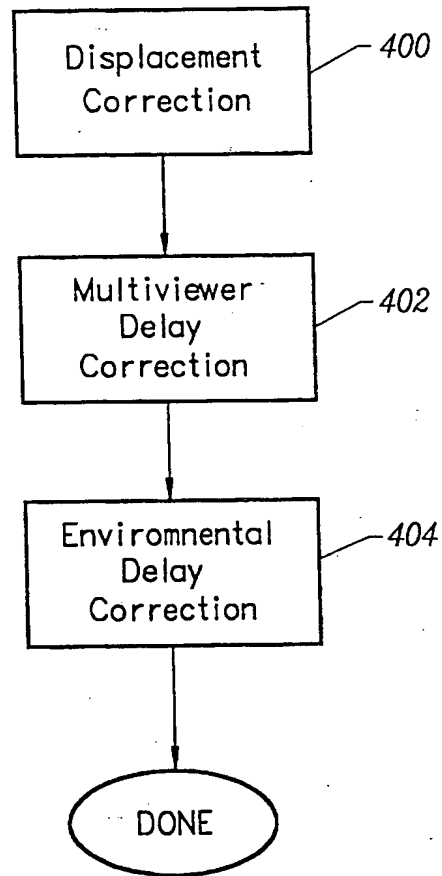 Displacement
Correction
400
Multiviewer
Delay
Correction
402
Enviromnental
Delay
Correction
404
DONE